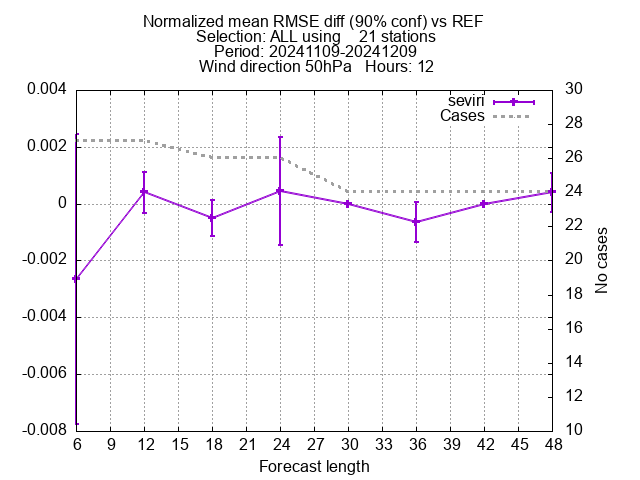 Normalized mean RMSE diff (90% conf) vs REF
Selection: ALL using    21 stations
Period: 20241109-20241209
Wind direction 50hPa   Hours: 12
seviri
Cases
0.004
0.002
0
-0.002
-0.004
-0.006
-0.008
30
28
26
24
22
20
18
16
14
12
10
No cases
6 9 12 15 18 21 24 27 30 33 36 39 42 45 48
Forecast length